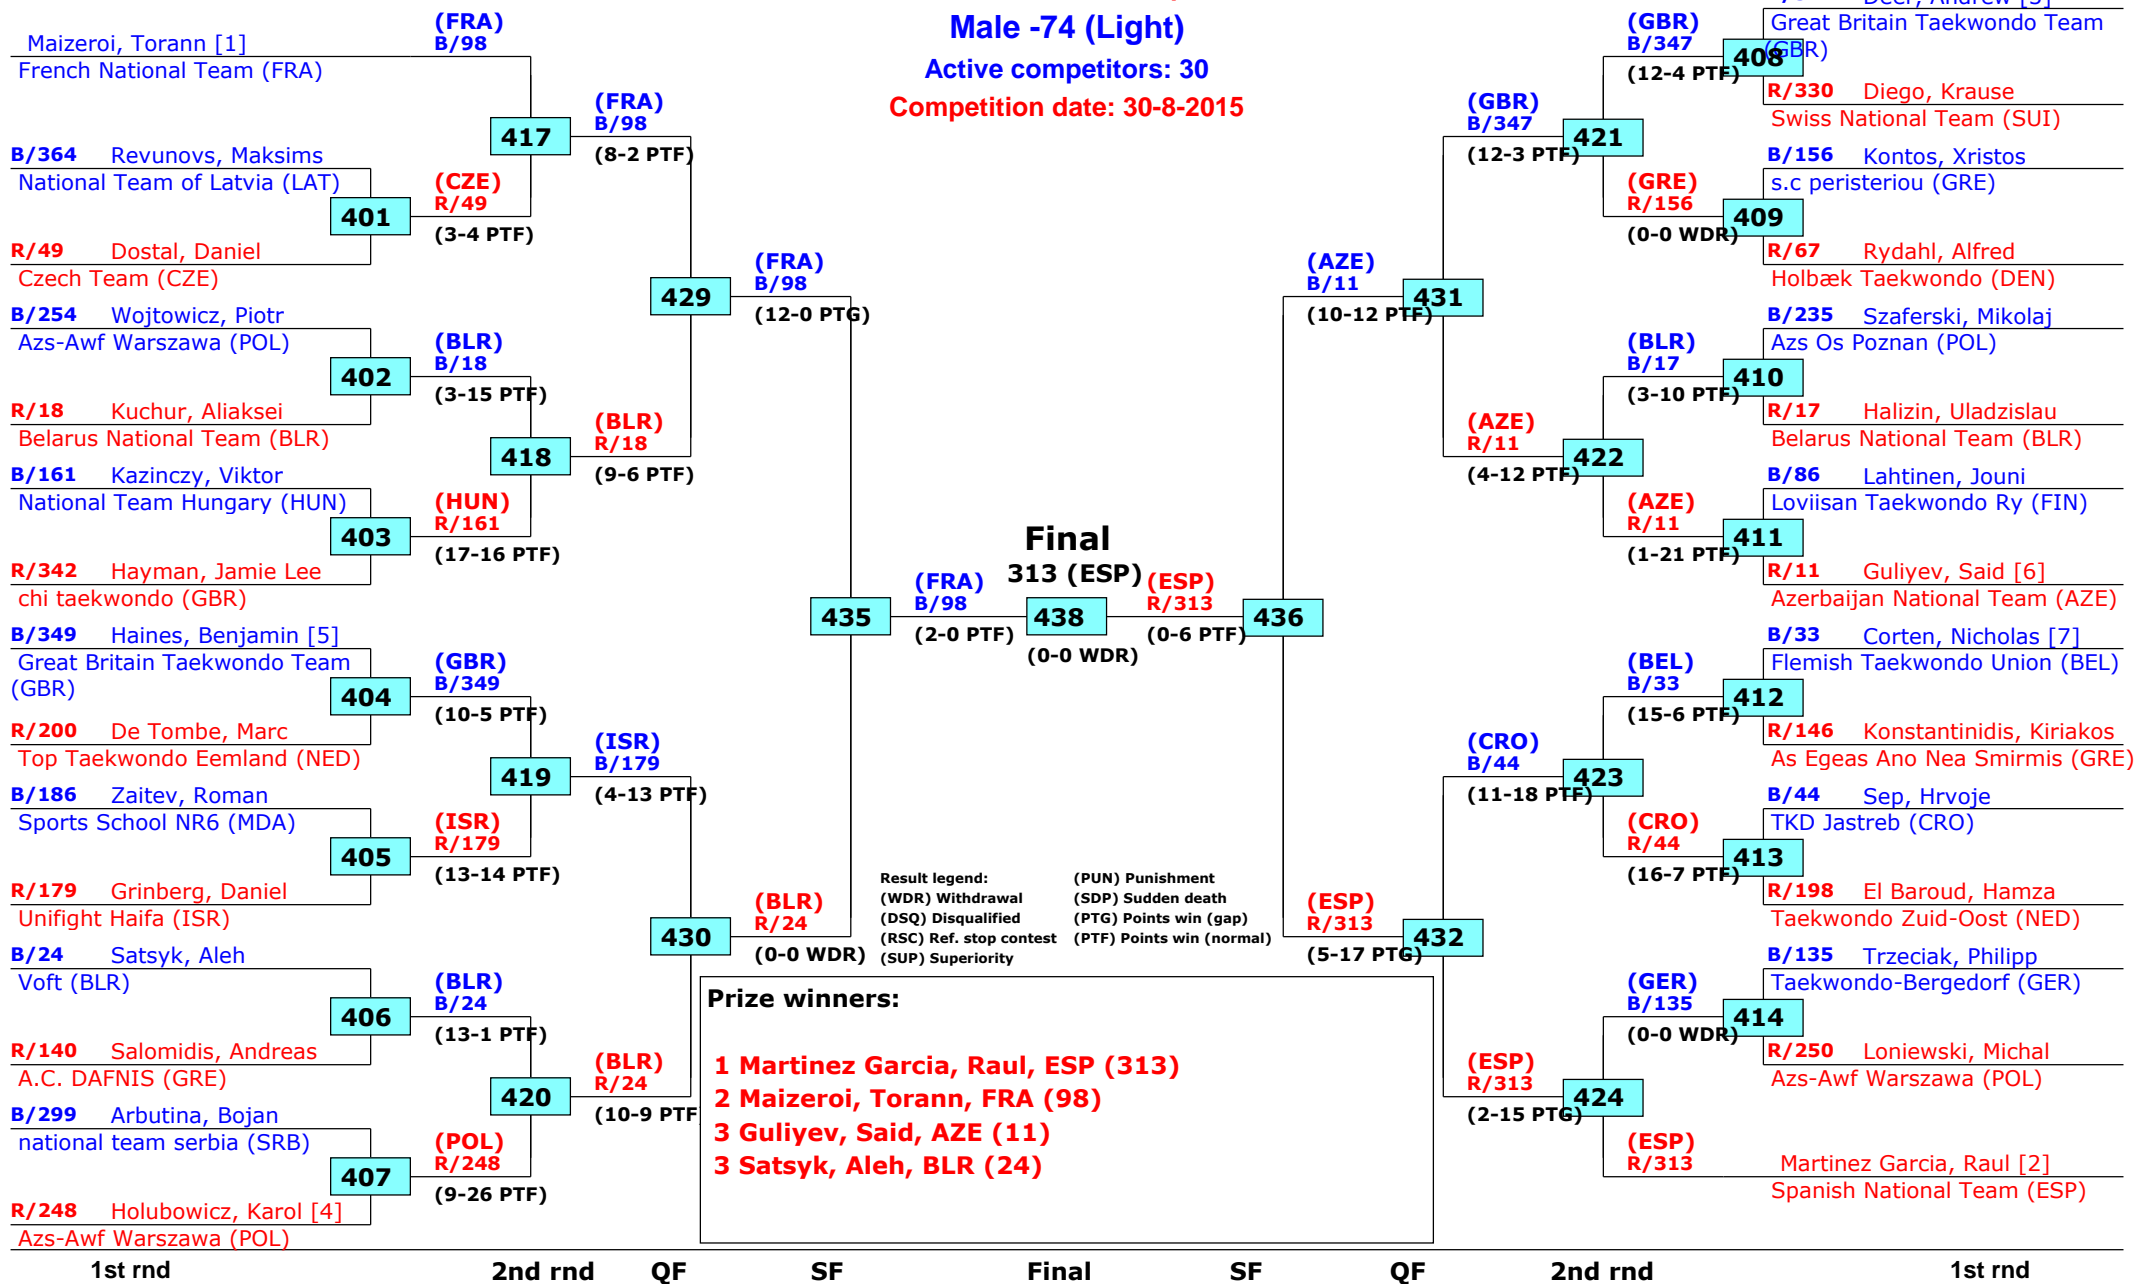 Male -74 (Light)
Active competitors: 30
Competition date: 30-8-2015
Maizeroi, Torann [1]
French National Team (FRA)
B/364 Revunovs, Maksims
National Team of Latvia (LAT)
401
R/49 Dostal, Daniel
Czech Team (CZE)
B/254 Wojtowicz, Piotr
Azs-Awf Warszawa (POL)
402
R/18 Kuchur, Aliaksei
Belarus National Team (BLR)
B/161 Kazinczy, Viktor
National Team Hungary (HUN)
403
R/342 Hayman, Jamie Lee
chi taekwondo (GBR)
B/349 Haines, Benjamin [5]
Great Britain Taekwondo Team
(GBR)
404
R/200 De Tombe, Marc
Top Taekwondo Eemland (NED)
B/186 Zaitev, Roman
Sports School NR6 (MDA)
405
R/179 Grinberg, Daniel
Unifight Haifa (ISR)
B/24 Satsyk, Aleh
Voft (BLR)
406
R/140 Salomidis, Andreas
A.C. DAFNIS (GRE)
B/299 Arbutina, Bojan
national team serbia (SRB)
407
R/248 Holubowicz, Karol [4]
Azs-Awf Warszawa (POL)
(FRA)
B/98
417
(CZE)
R/49
(3-4 PTF)
(BLR)
B/18
(3-15 PTF)
418
(HUN)
R/161
(17-16 PTF)
(GBR)
B/349
(10-5 PTF)
419
(ISR)
R/179
(13-14 PTF)
(BLR)
B/24
(13-1 PTF)
420
(POL)
R/248
(9-26 PTF)
(FRA)
B/98
(8-2 PTF)
429
(BLR)
R/18
(9-6 PTF)
(ISR)
B/179
(4-13 PTF)
430
(BLR)
R/24
(10-9 PTF
(FRA)
B/98
(12-0 PTG)
435
(BLR)
R/24
(0-0 WDR)
(FRA)
B/98
(2-0 PTF)
Final
313 (ESP)
438
(0-0 WDR)
(ESP)
R/313
(0-6 PTF)
436
(AZE)
B/11
(10-12 PTF)
431
(ESP)
R/313
(5-17 PTG)
432
(GBR)
B/347
(12-3 PTF)
421
(AZE)
R/11
(4-12 PTF)
422
(CRO)
B/44
(11-18 PTF)
423
(ESP)
R/313
(2-15 PTG)
424
(GBR)
B/347
(12-4 PTF)
408
(GRE)
R/156
(0-0 WDR)
409
(BLR)
B/17
(3-10 PTF)
410
(AZE)
R/11
(1-21 PTF)
411
(BEL)
B/33
(15-6 PTF)
412
(CRO)
R/44
(16-7 PTF)
413
(GER)
B/135
(0-0 WDR)
414
(ESP)
R/313
Deer, Andrew [3]
Great Britain Taekwondo Team
(GBR)
R/330 Diego, Krause
Swiss National Team (SUI)
B/156 Kontos, Xristos
s.c peristeriou (GRE)
R/67 Rydahl, Alfred
Holbæk Taekwondo (DEN)
B/235 Szaferski, Mikolaj
Azs Os Poznan (POL)
R/17 Halizin, Uladzislau
Belarus National Team (BLR)
B/86 Lahtinen, Jouni
Loviisan Taekwondo Ry (FIN)
R/11 Guliyev, Said [6]
Azerbaijan National Team (AZE)
B/33 Corten, Nicholas [7]
Flemish Taekwondo Union (BEL)
R/146 Konstantinidis, Kiriakos
As Egeas Ano Nea Smirmis (GRE)
B/44 Sep, Hrvoje
TKD Jastreb (CRO)
R/198 El Baroud, Hamza
Taekwondo Zuid-Oost (NED)
B/135 Trzeciak, Philipp
Taekwondo-Bergedorf (GER)
R/250 Loniewski, Michal
Azs-Awf Warszawa (POL)
Martinez Garcia, Raul [2]
Spanish National Team (ESP)
Result legend:
(WDR) Withdrawal
(DSQ) Disqualified
(RSC) Ref. stop contest
(SUP) Superiority
(PUN) Punishment
(SDP) Sudden death
(PTG) Points win (gap)
(PTF) Points win (normal)
Prize winners:
1 Martinez Garcia, Raul, ESP (313)
2 Maizeroi, Torann, FRA (98)
3 Guliyev, Said, AZE (11)
3 Satsyk, Aleh, BLR (24)
1st rnd 2nd rnd QF SF Final SF QF 2nd rnd 1st rnd